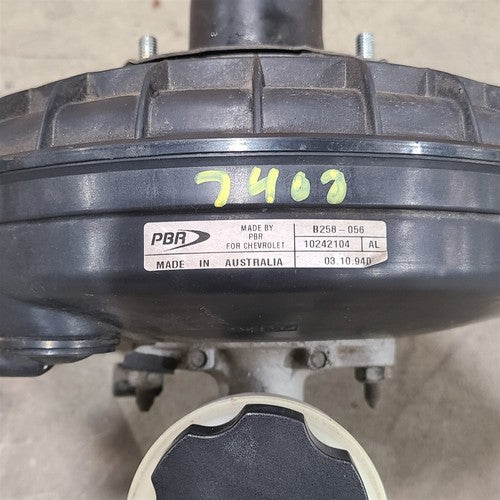 7402
PBR
MADE BY
PBR
FOR CHEVROLET
B258-056
10242104 AL
MADE IN AUSTRALIA
03.10.94D